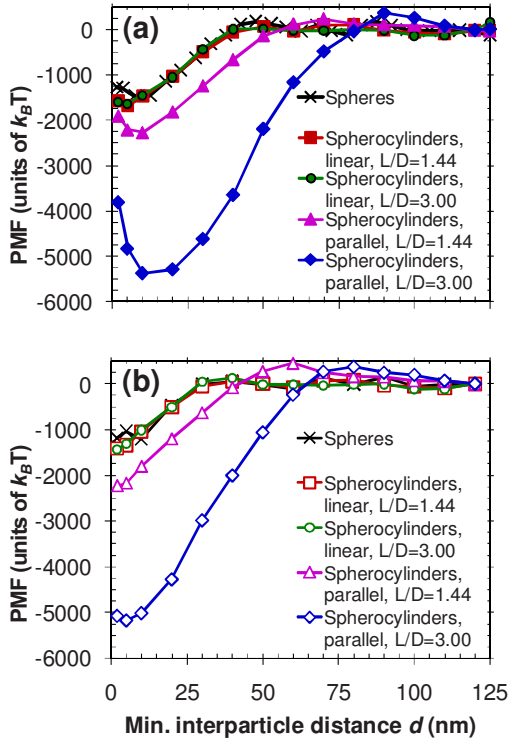 (a)
PMF (units of kBT)
0
-1000
-2000
-3000
-4000
-5000
-6000
Spheres
Spherocylinders,
linear, L/D=1.44
Spherocylinders,
linear, L/D=3.00
Spherocylinders,
parallel, L/D=1.44
Spherocylinders,
parallel, L/D=3.00
(b)
PMF (units of kBT)
0
-1000
-2000
-3000
-4000
-5000
-6000
Spheres
Spherocylinders,
linear, L/D=1.44
Spherocylinders,
linear, L/D=3.00
Spherocylinders,
parallel, L/D=1.44
Spherocylinders,
parallel, L/D=3.00
0 25 50 75 100 125
Min. interparticle distance d (nm)